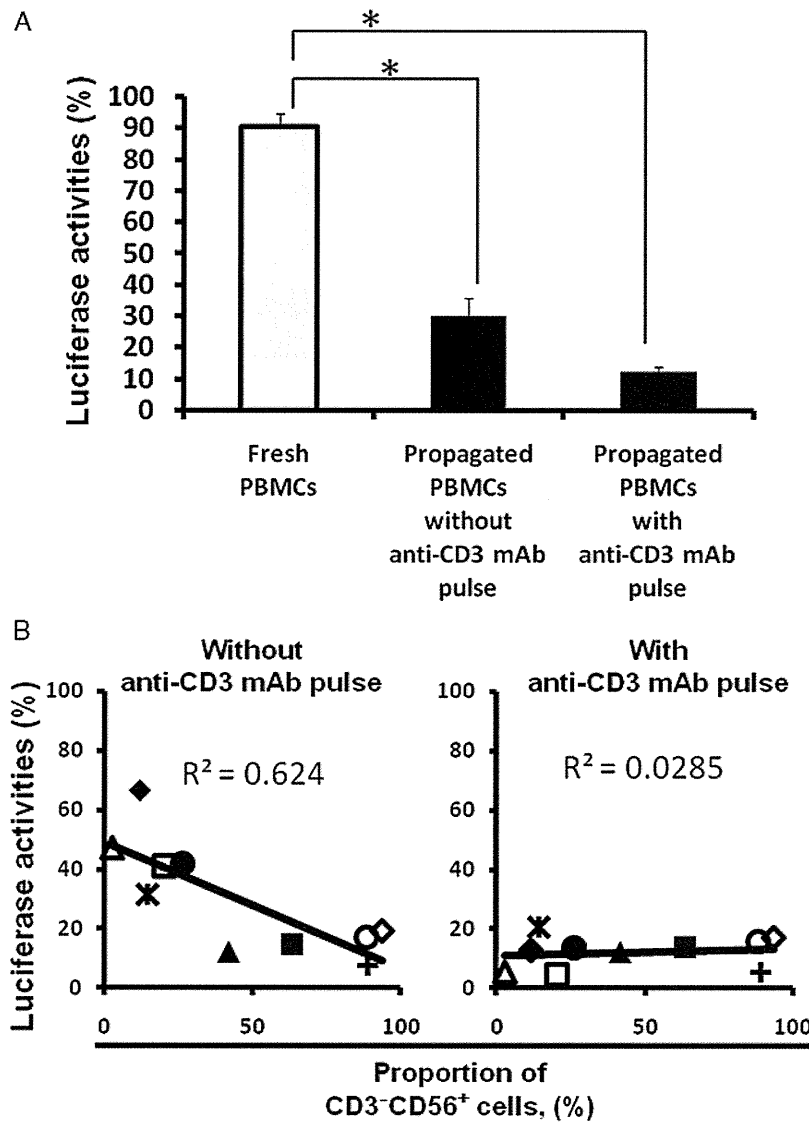 A
*
*
Luciferase activities (%)
100
90
80
70
60
50
40
30
20
10
0
Fresh
PBMCs
Propagated
PBMCs
without
anti-CD3 mAb
pulse
Propagated
PBMCs
with
anti-CD3 mAb
pulse
B
Without
anti-CD3 mAb pulse
With
anti-CD3 mAb pulse
Luciferase activities (%)
100
80
60
40
20
0
R² = 0.624
0 50 100
100
80
60
40
20
0
R² = 0.0285
0 50 100
Proportion of
CD3⁻CD56⁺ cells, (%)